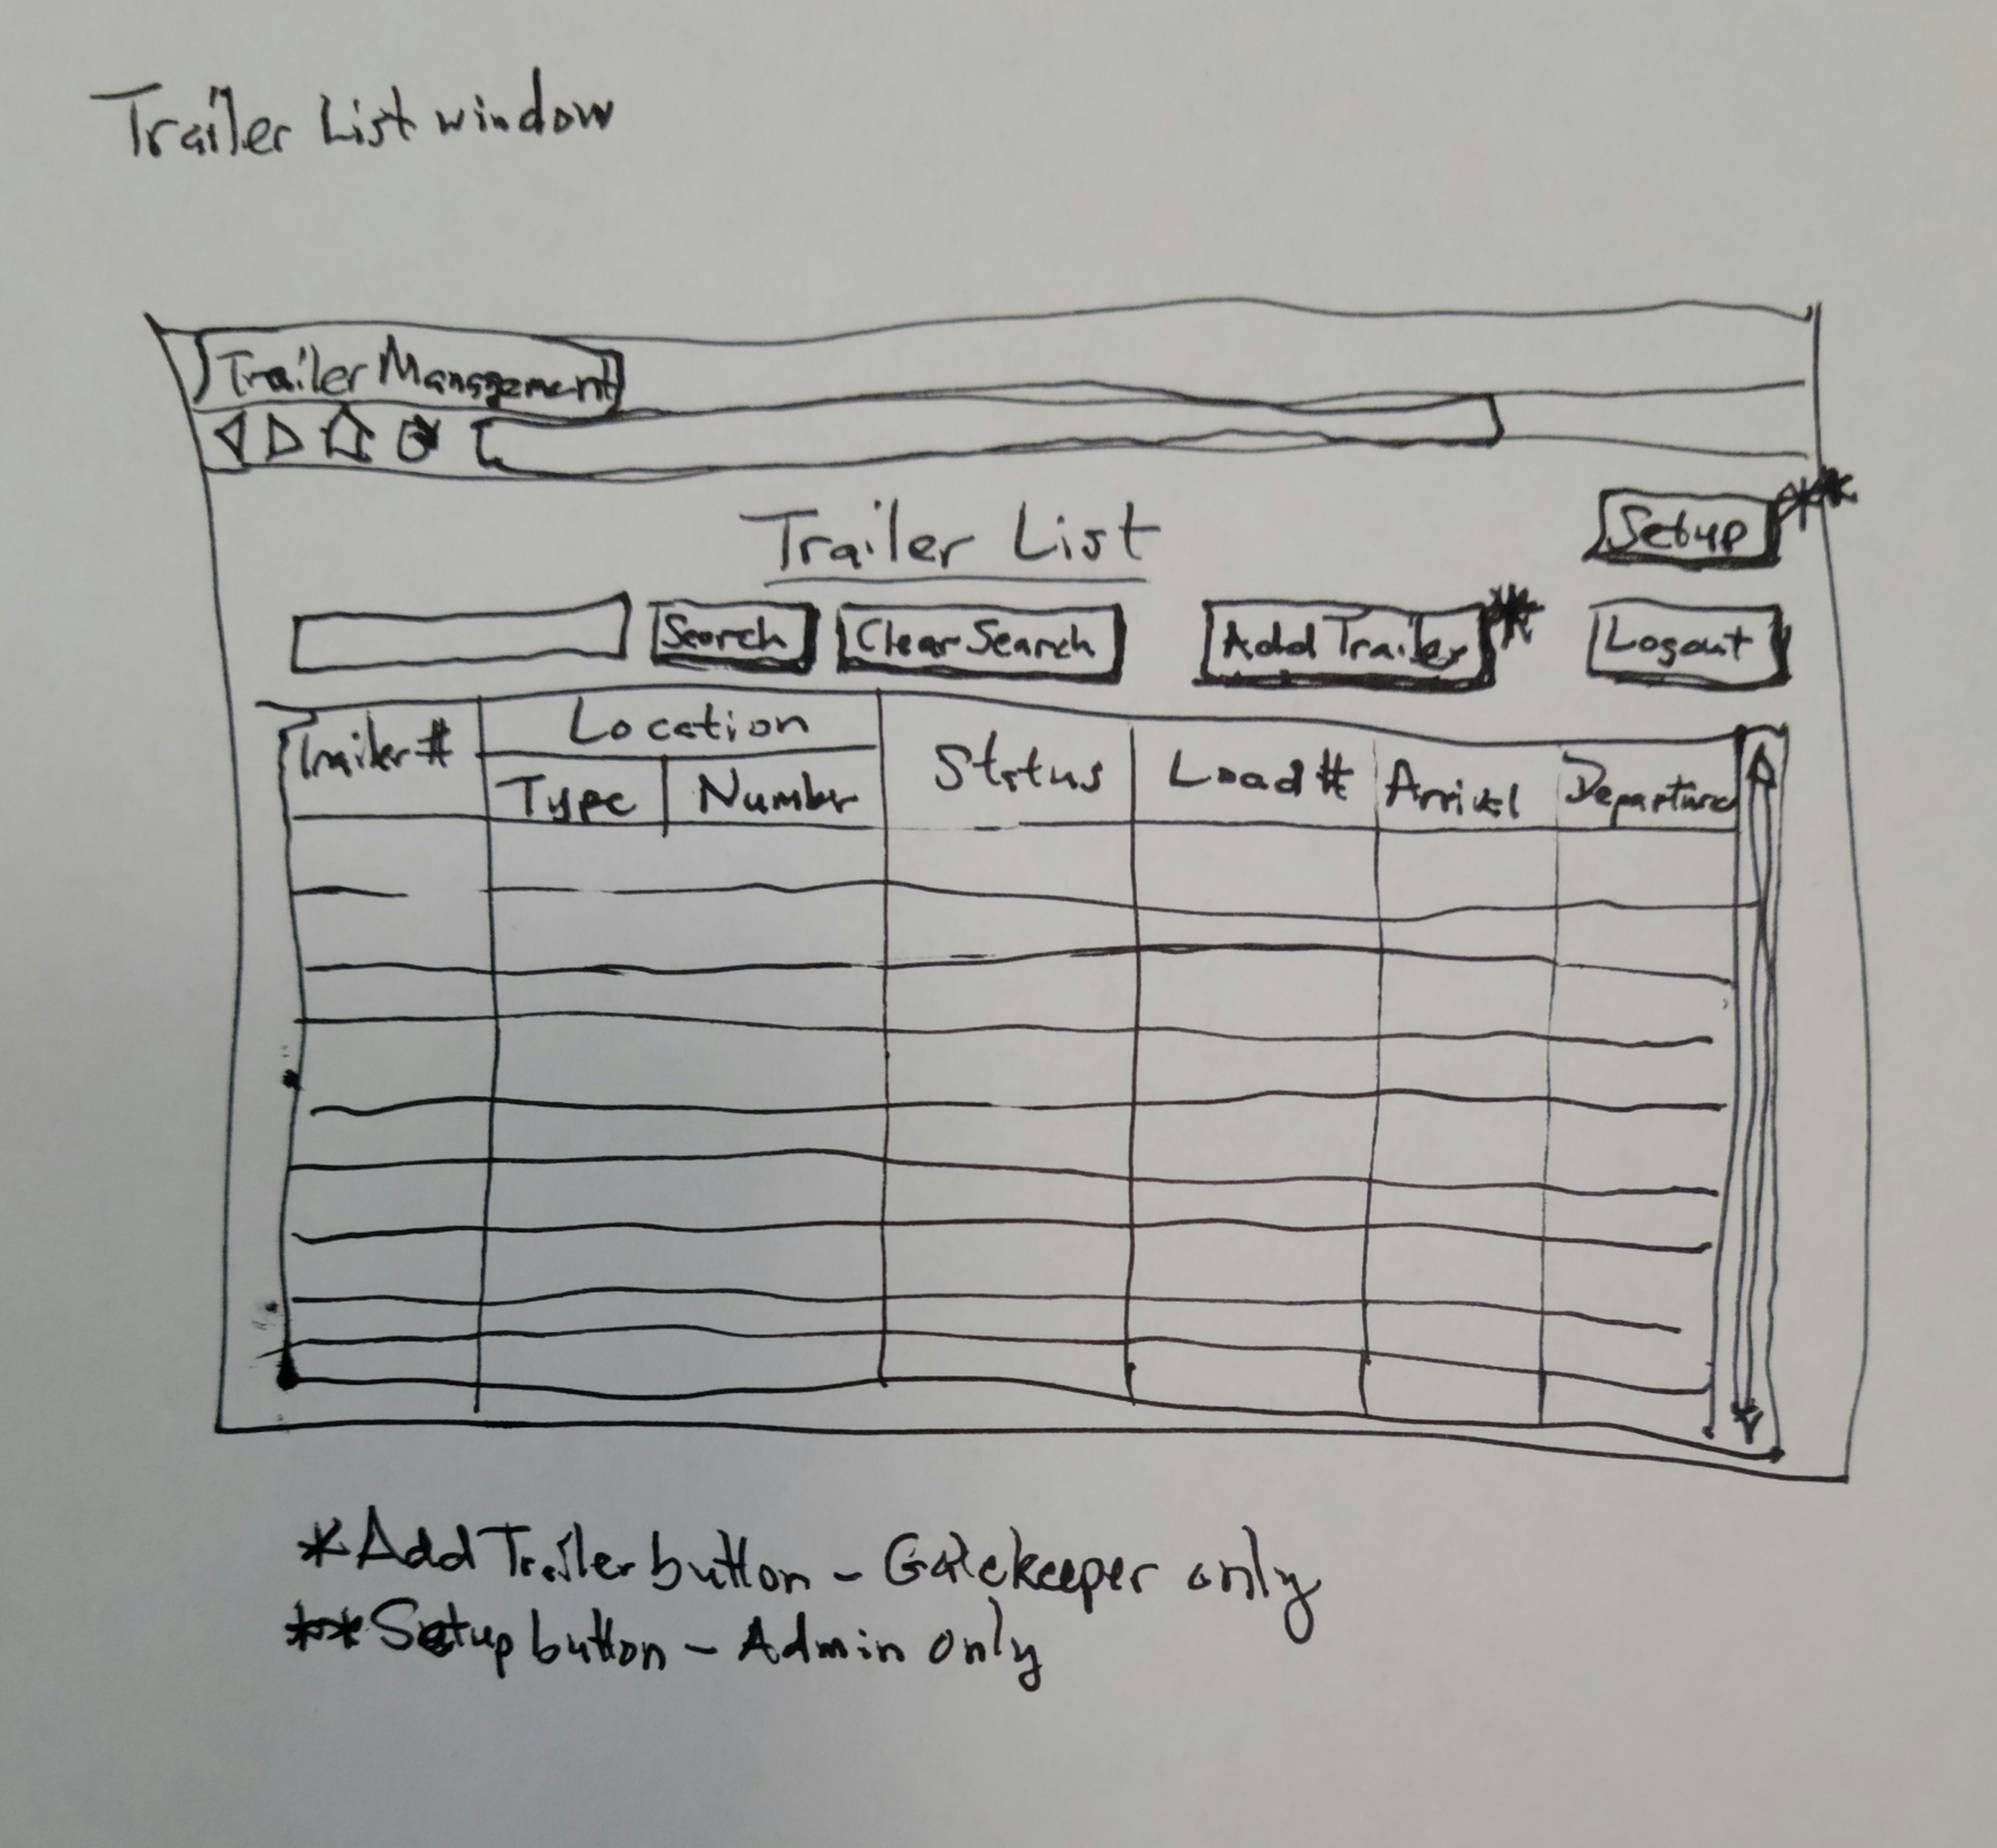 Trailer List window
Trailer Management
Trailer List
Setup **
Search
Clear Search
Add Trailer *
Logout
Trailer #
Location
Type
Number
Status
Load #
Arrival
Departure
* Add Trailer button - Gatekeeper only
** Setup button - Admin only